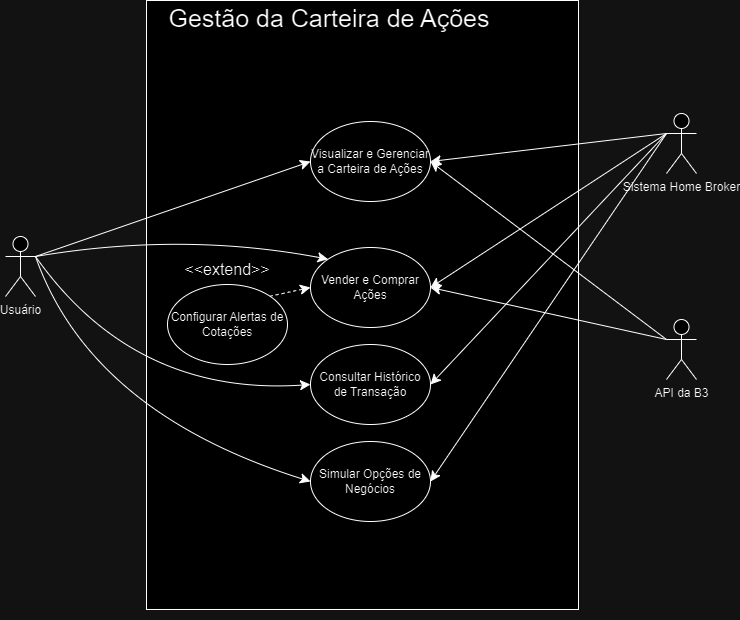 Gestão da Carteira de Ações
Visualizar e Gerenciar
a Carteira de Ações
Sistema Home Broker
<<extend>>
Vender e Comprar
Ações
Usuário
Configurar Alertas de
Cotações
Consultar Histórico
de Transação
API da B3
Simular Opções de
Negócios